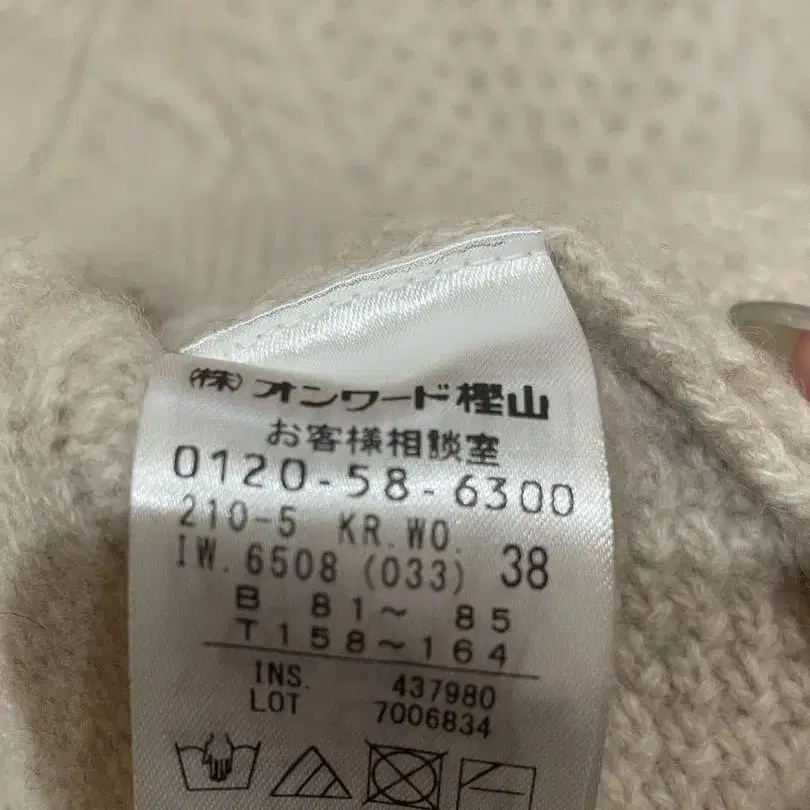 (株)オンワード樫山
お客様相談室
0120-58-6300
210-5 KR.WO.
IW.6508 (033) 38
B 81〜 85
T158〜164
INS. 437980
LOT 7006834